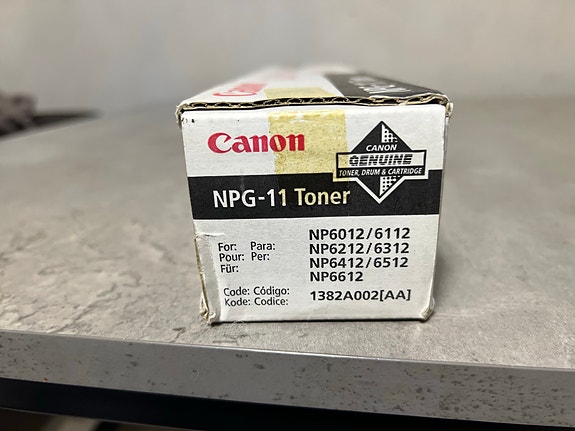 Canon
CANON
GENUINE
TONER, DRUM & CARTRIDGE
NPG-11 Toner
For: Para:
Pour: Per:
Für:
NP6012/6112
NP6212/6312
NP6412/6512
NP6612
Code: Código:
Kode: Codice:
1382A002[AA]